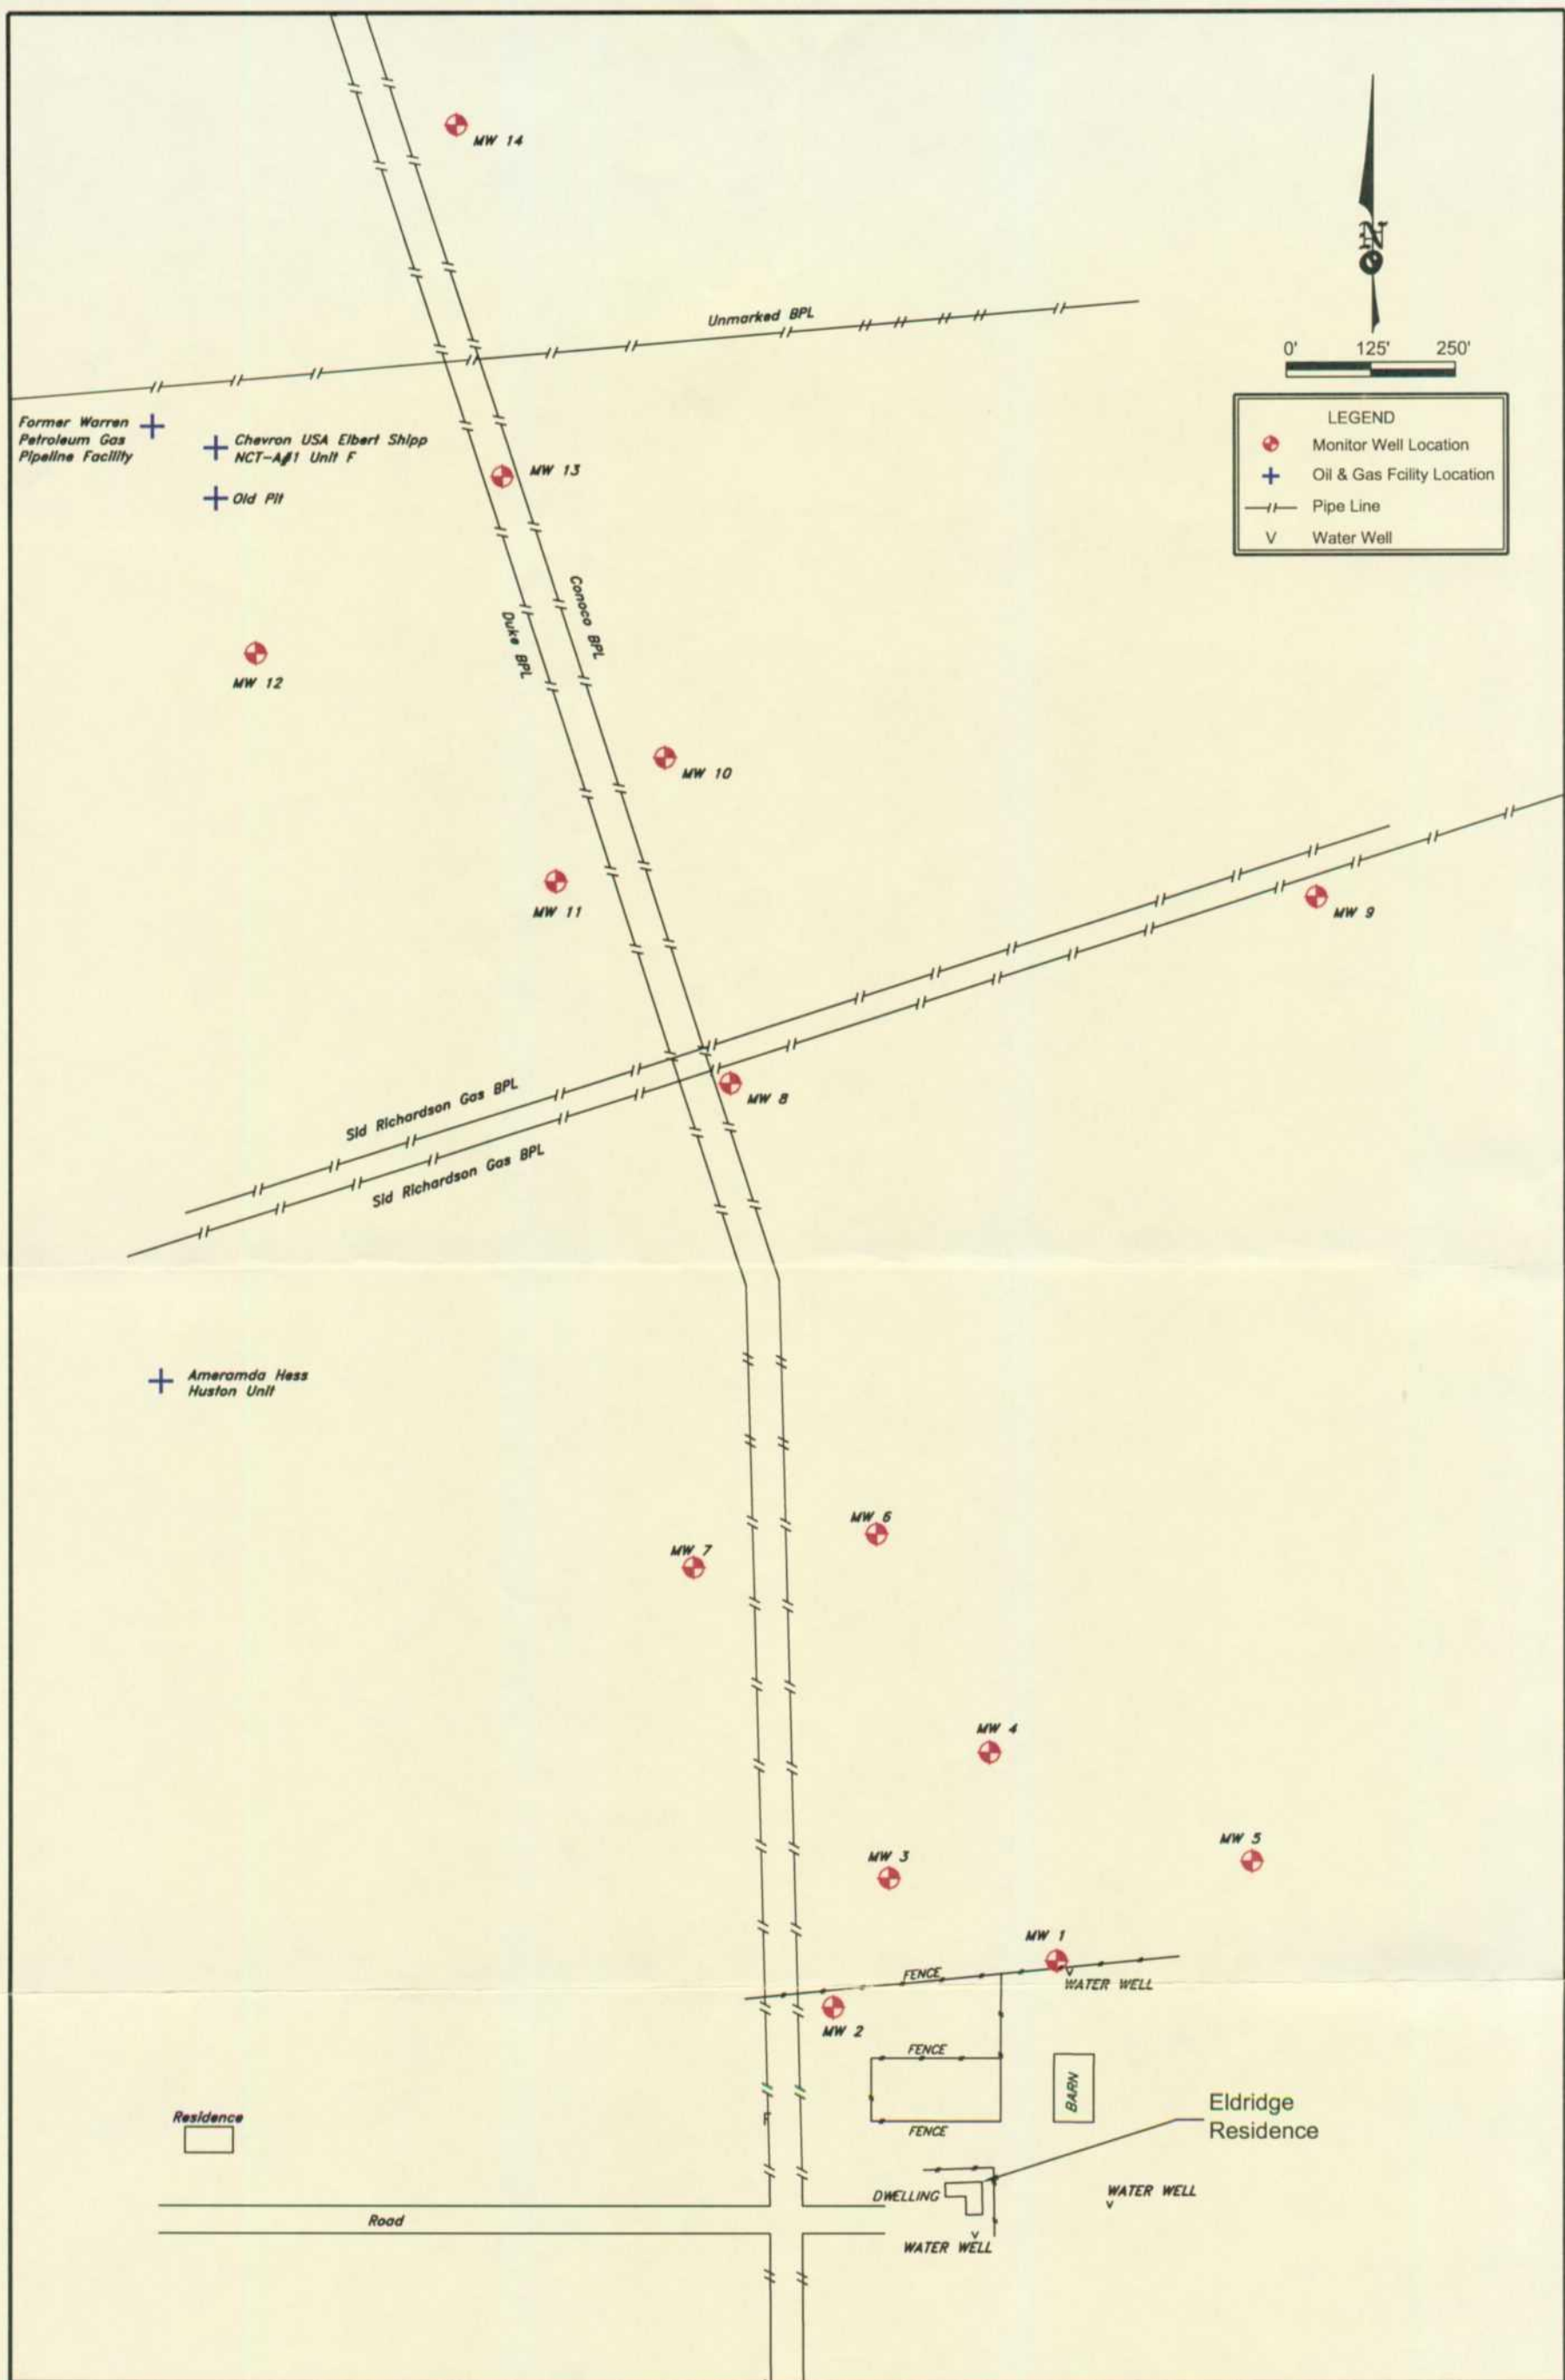 MW 14
N
Unmarked BPL
0' 125' 250'
LEGEND
Monitor Well Location
Oil & Gas Fcility Location
Pipe Line
V Water Well
Former Warren
Petroleum Gas
Pipeline Facility
Chevron USA Elbert Shipp
NCT-A#1 Unit F
Old Pit
MW 13
Conoco BPL
Duke BPL
MW 12
MW 10
MW 11
MW 9
Sid Richardson Gas BPL
MW 8
Sid Richardson Gas BPL
Ameramda Hess
Huston Unit
MW 6
MW 7
MW 4
MW 5
MW 3
MW 1
FENCE
V
WATER WELL
MW 2
FENCE
BARN
Eldridge
Residence
Residence
FENCE
DWELLING
WATER WELL
V
Road
V
WATER WELL